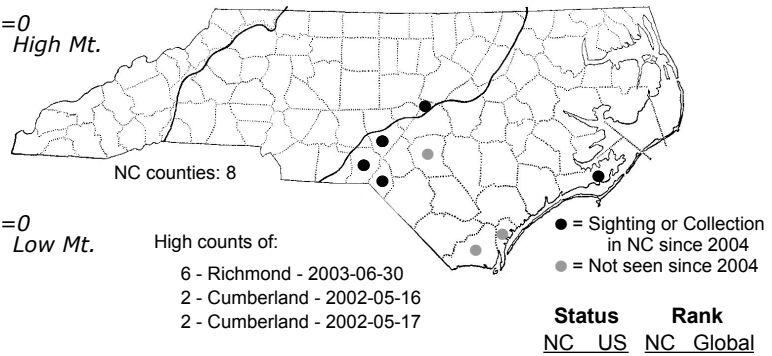 =0
High Mt.
NC counties: 8
=0
Low Mt.
High counts of:
6 - Richmond - 2003-06-30
2 - Cumberland - 2002-05-16
2 - Cumberland - 2002-05-17
● = Sighting or Collection
in NC since 2004
● = Not seen since 2004
Status Rank
NC US NC Global